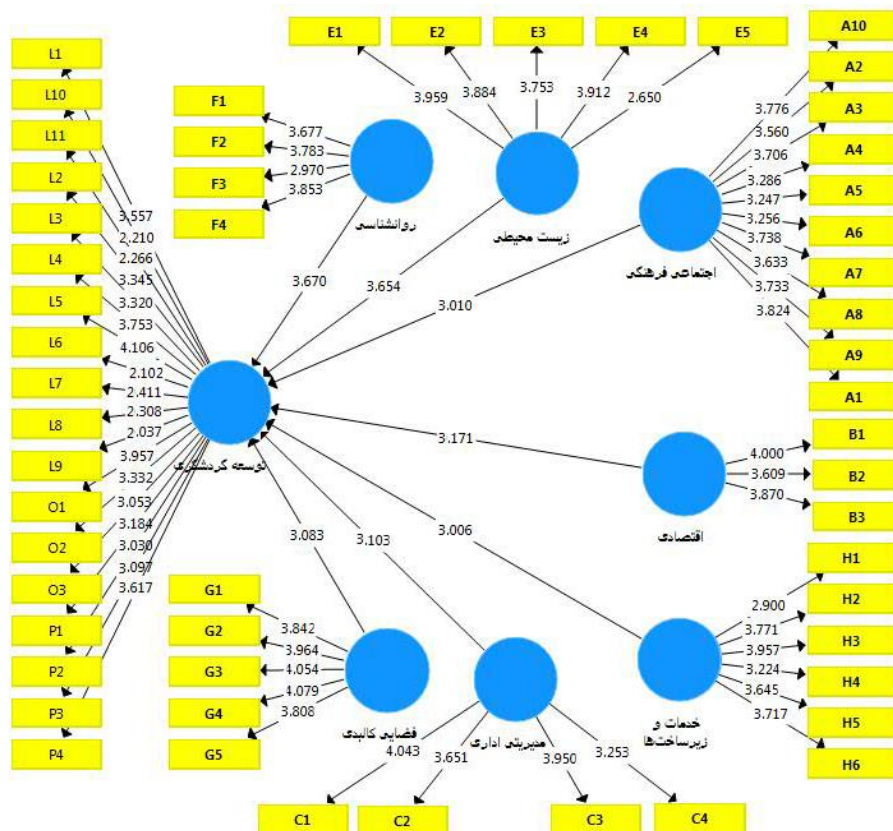 E1
E2
E3
E4
E5
3.959
3.884
3.753
3.912
2.650
زیست محیطی
3.654
F1
F2
F3
F4
3.677
3.783
2.970
3.853
روانشناسی
3.670
A10
A2
A3
A4
A5
A6
A7
A8
A9
A1
3.776
3.560
3.706
3.286
3.247
3.256
3.738
3.633
3.733
3.824
اجتماعی فرهنگی
3.010
L1
L10
L11
L2
L3
L4
L5
L6
L7
L8
L9
O1
O2
O3
P1
P2
P3
P4
3.557
2.210
2.266
3.345
3.320
3.753
4.106
2.102
2.411
2.308
2.037
3.957
3.332
3.053
3.184
3.030
3.097
3.617
توسعه گردشگری
B1
B2
B3
4.000
3.609
3.870
اقتصادی
3.171
H1
H2
H3
H4
H5
H6
2.900
3.771
3.957
3.224
3.645
3.717
خدمات و
زیرساخت‌ها
3.006
G1
G2
G3
G4
G5
3.842
3.964
4.054
4.079
3.808
فضایی کالبدی
3.083
مدیریتی اداری
3.103
4.043
3.651
3.950
3.253
C1
C2
C3
C4